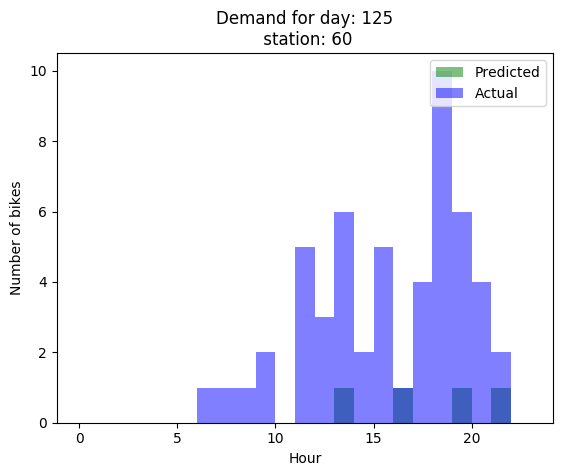 Demand for day: 125
station: 60
Predicted
Actual
10
8
6
4
2
0
Number of bikes
0 5 10 15 20
Hour